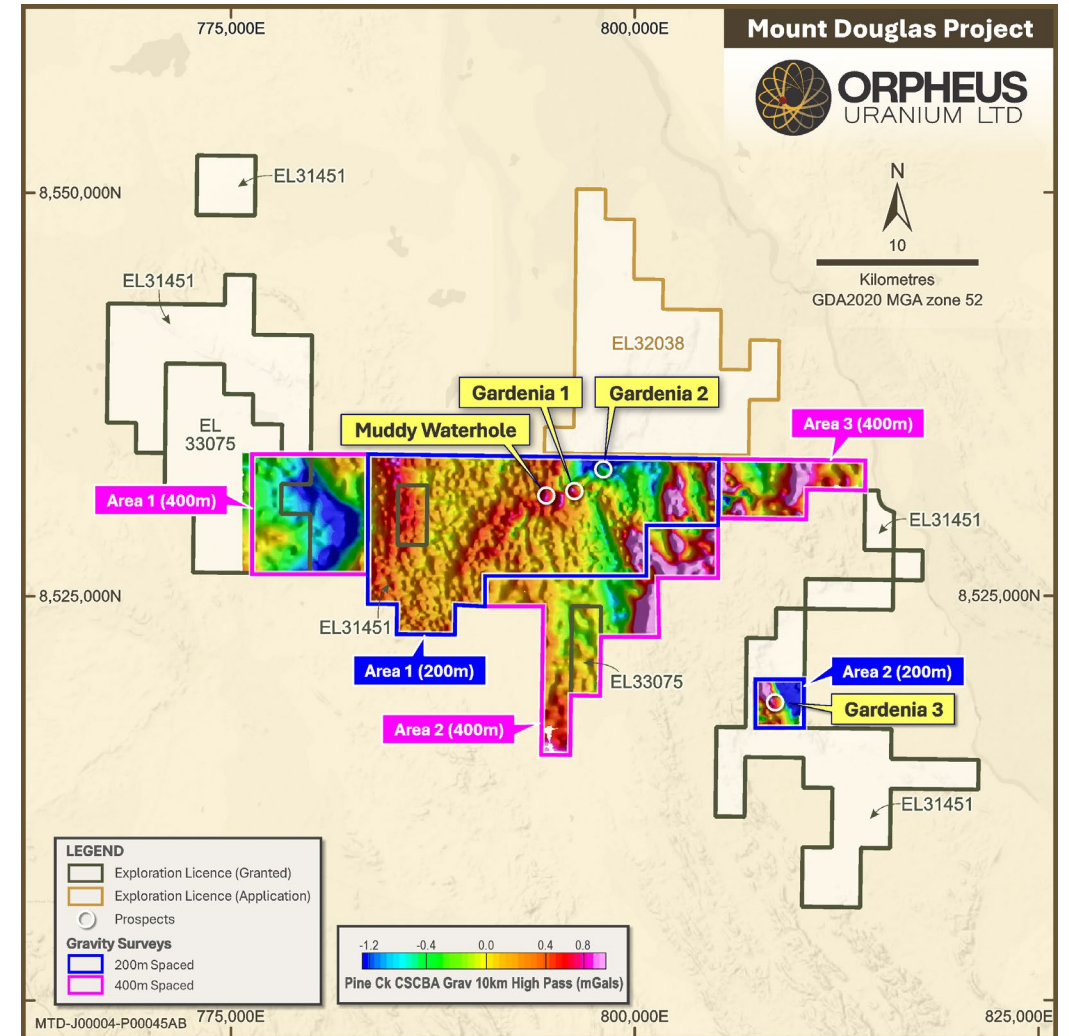 775,000E
800,000E
Mount Douglas Project
ORPHEUS
URANIUM LTD
EL31451
8,550,000N
N
10
Kilometres
GDA2020 MGA zone 52
EL31451
EL32038
Gardenia 1
Gardenia 2
Muddy Waterhole
Area 3 (400m)
EL
33075
Area 1 (400m)
EL31451
8,525,000N
8,525,000N
EL31451
Area 1 (200m)
EL33075
Area 2 (200m)
Gardenia 3
Area 2 (400m)
EL31451
LEGEND
Exploration Licence (Granted)
Exploration Licence (Application)
Prospects
Gravity Surveys
200m Spaced
400m Spaced
-1.2 -0.4 0.0 0.4 0.8
Pine Ck CSCBA Grav 10km High Pass (mGals)
MTD-J00004-P00045AB
775,000E
800,000E
825,000E